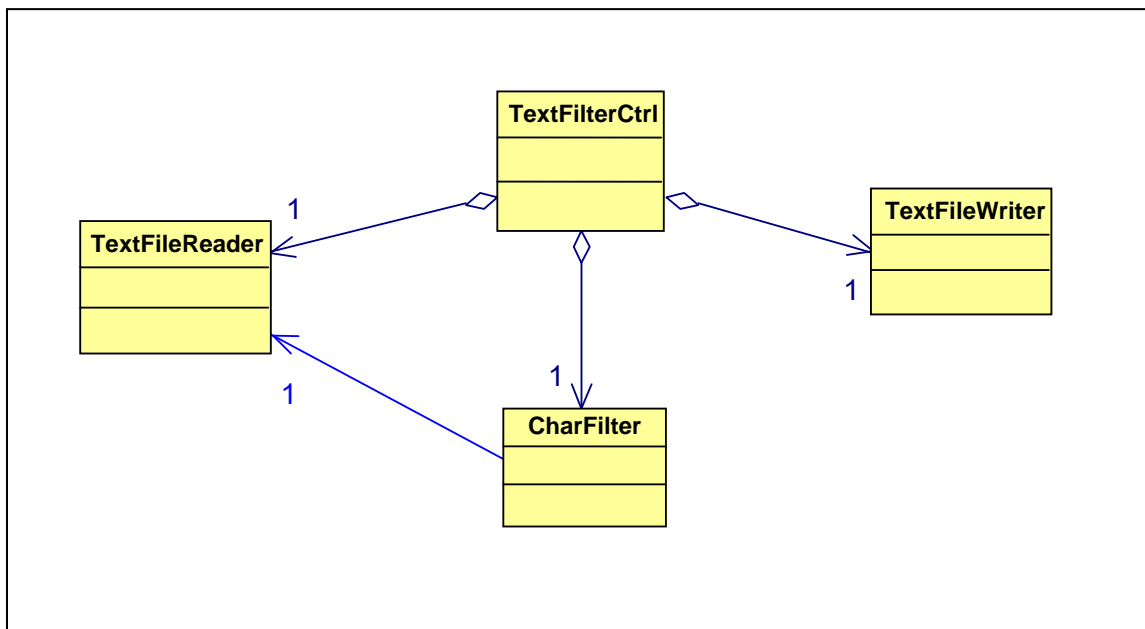 TextFilterCtrl
1
TextFileWriter
TextFileReader
1
1
1
CharFilter